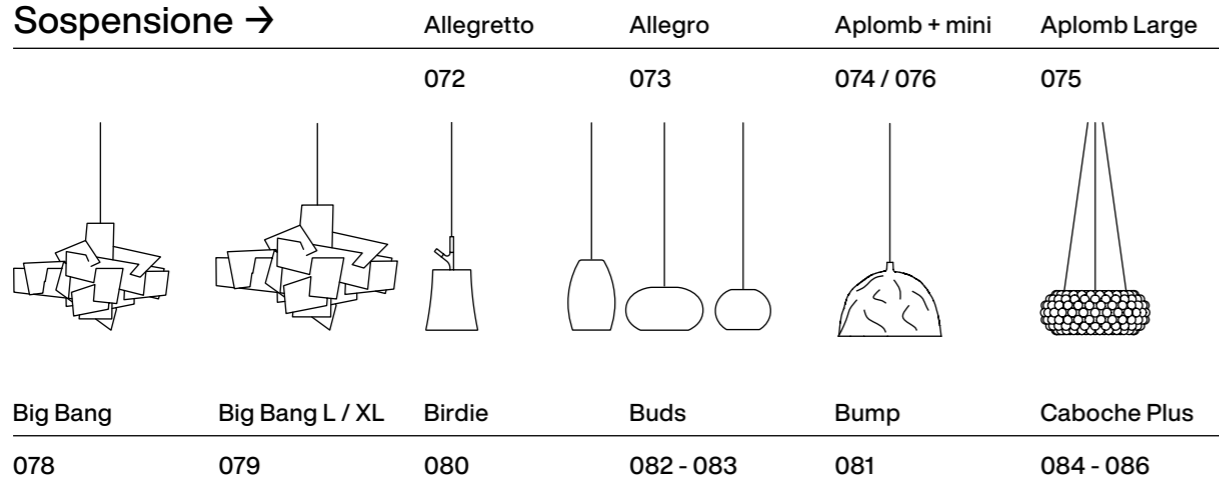 Sospensione → Allegretto Allegro Aplomb + mini Aplomb Large
072 073 074 / 076 075
Big Bang Big Bang L / XL Birdie Buds Bump Caboche Plus
078 079 080 082 - 083 081 084 - 086